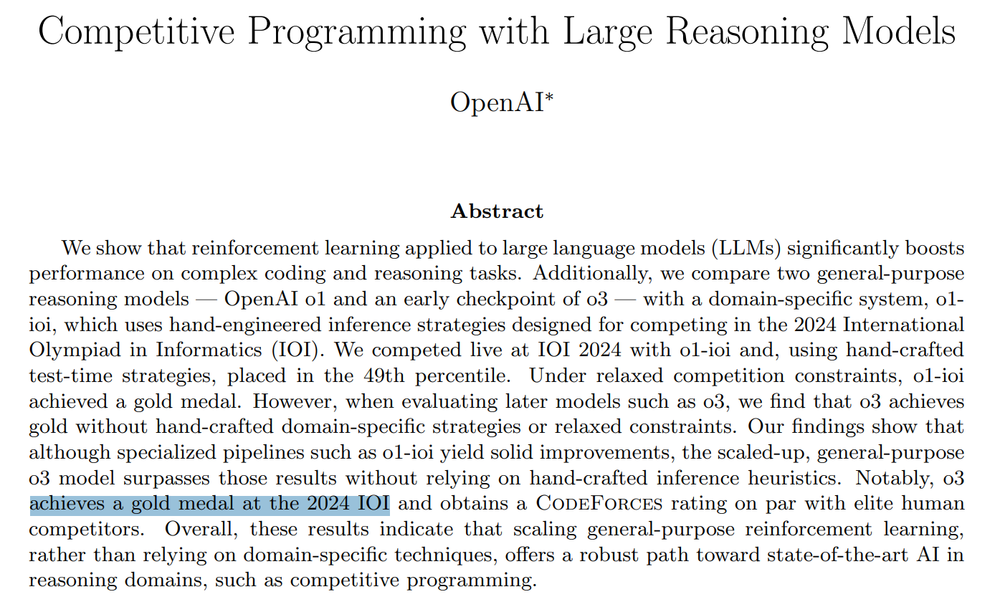 Competitive Programming with Large Reasoning Models
OpenAI*
Abstract
We show that reinforcement learning applied to large language models (LLMs) significantly boosts
performance on complex coding and reasoning tasks. Additionally, we compare two general-purpose
reasoning models — OpenAI o1 and an early checkpoint of o3 — with a domain-specific system, o1-
ioi, which uses hand-engineered inference strategies designed for competing in the 2024 International
Olympiad in Informatics (IOI). We competed live at IOI 2024 with o1-ioi and, using hand-crafted
test-time strategies, placed in the 49th percentile. Under relaxed competition constraints, o1-ioi
achieved a gold medal. However, when evaluating later models such as o3, we find that o3 achieves
gold without hand-crafted domain-specific strategies or relaxed constraints. Our findings show that
although specialized pipelines such as o1-ioi yield solid improvements, the scaled-up, general-purpose
o3 model surpasses those results without relying on hand-crafted inference heuristics. Notably, o3
achieves a gold medal at the 2024 IOI and obtains a CODEFORCES rating on par with elite human
competitors. Overall, these results indicate that scaling general-purpose reinforcement learning,
rather than relying on domain-specific techniques, offers a robust path toward state-of-the-art AI in
reasoning domains, such as competitive programming.